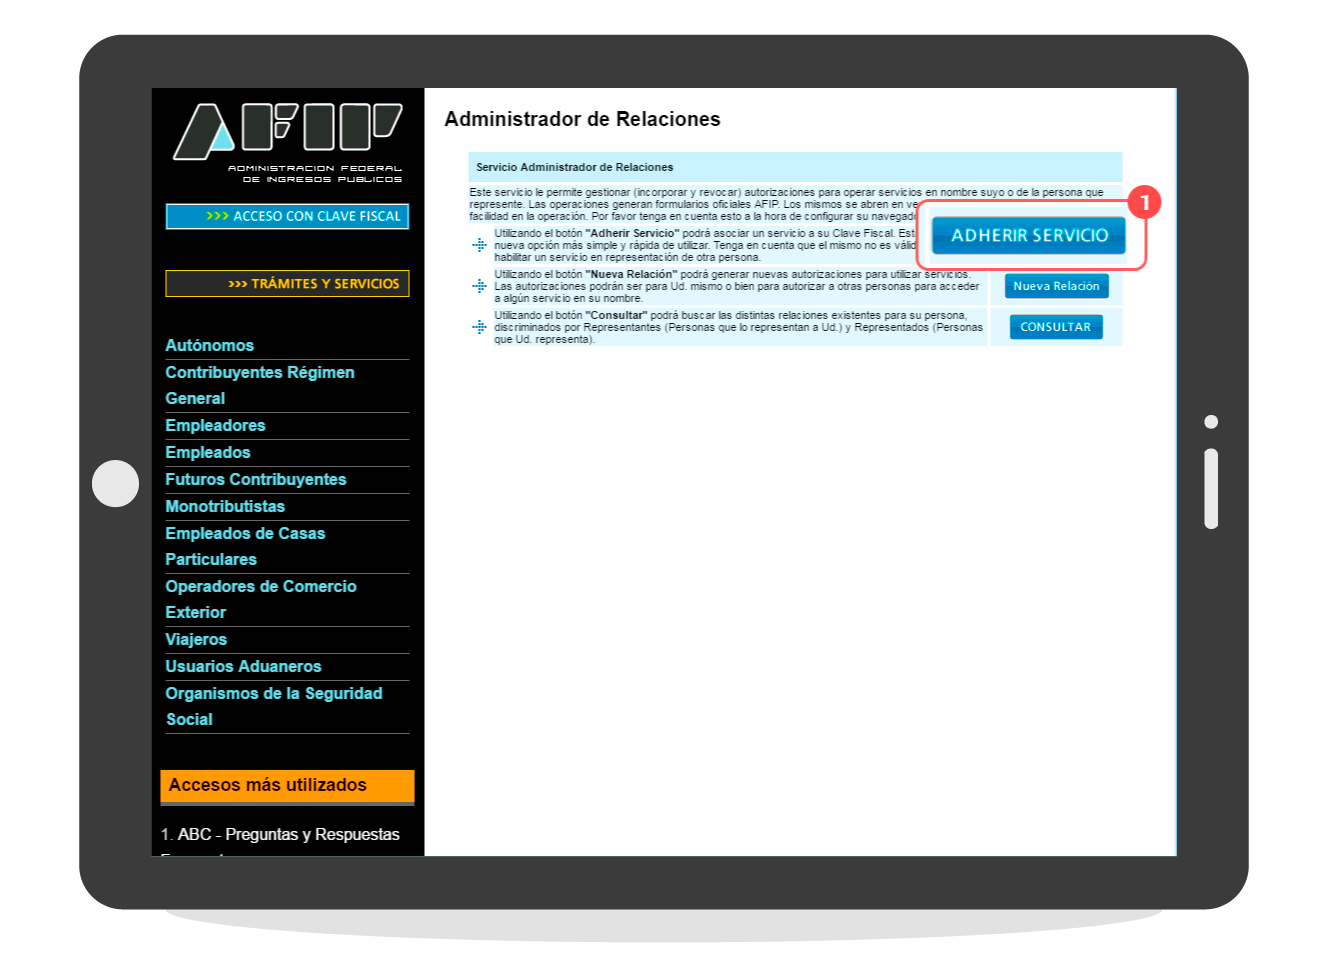 AFIP
ADMINISTRACION FEDERAL
DE INGRESOS PUBLICOS
>>> ACCESO CON CLAVE FISCAL
>>> TRÁMITES Y SERVICIOS
Autónomos
Contribuyentes Régimen
General
Empleadores
Empleados
Futuros Contribuyentes
Monotributistas
Empleados de Casas
Particulares
Operadores de Comercio
Exterior
Viajeros
Usuarios Aduaneros
Organismos de la Seguridad
Social
Accesos más utilizados
1. ABC - Preguntas y Respuestas
Administrador de Relaciones
Servicio Administrador de Relaciones
Este servicio le permite gestionar (incorporar y revocar) autorizaciones para operar servicios en nombre suyo o de la persona que
represente. Las operaciones generan formularios oficiales AFIP. Los mismos se abren en
facilidad en la operación. Por favor tenga en cuenta esto a la hora de configurar su
1
Utilizando el botón "Adherir Servicio" podrá asociar un servicio a su Clave Fiscal.
nueva opción más simple y rápida de utilizar. Tenga en cuenta que el mismo no es
habilitar un servicio en representación de otra persona.
ADHERIR SERVICIO
Utilizando el botón "Nueva Relación" podrá generar nuevas autorizaciones para utilizar servicios.
Las autorizaciones podrán ser para Ud. mismo o bien para autorizar a otras personas para acceder
a algún servicio en su nombre.
Nueva Relación
Utilizando el botón "Consultar" podrá buscar las distintas relaciones existentes para su persona,
discriminados por Representantes (Personas que lo representan a Ud.) y Representados (Personas
que Ud. representa).
CONSULTAR